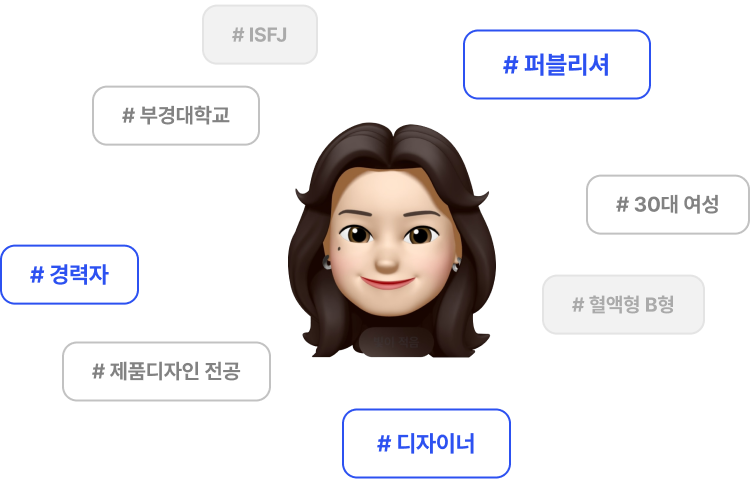 # ISFJ
# 퍼블리셔
# 부경대학교
# 30대 여성
# 경력자
# 혈액형 B형
# 제품디자인 전공
# 디자이너